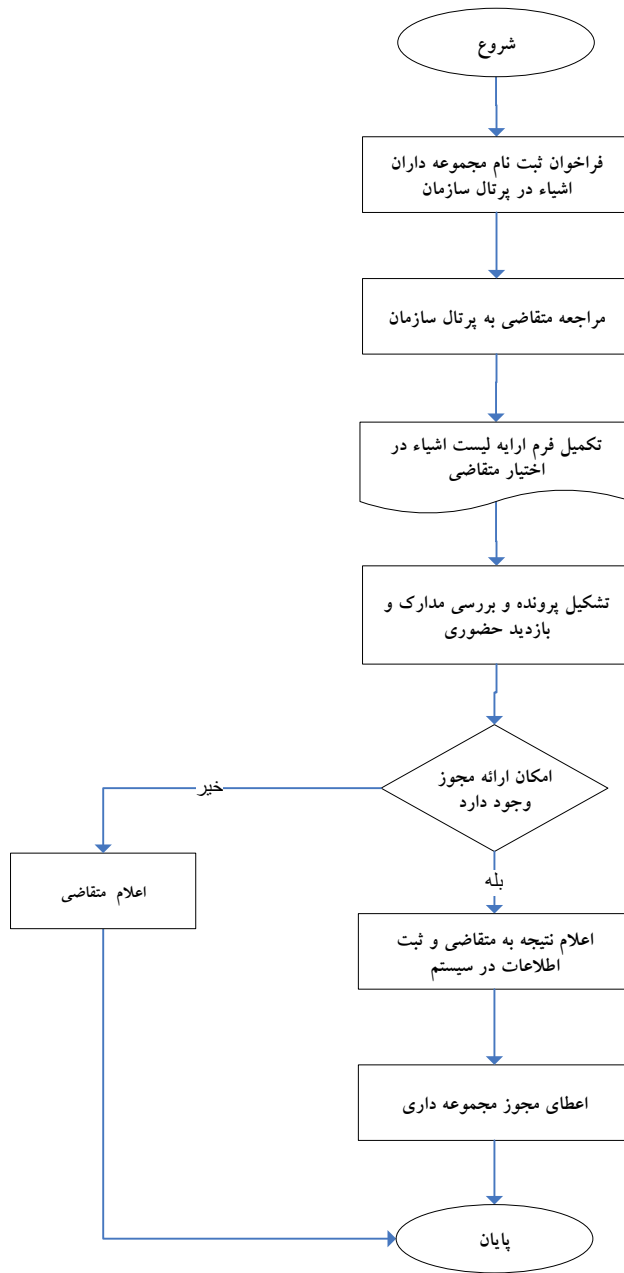 شروع
فراخوان ثبت نام مجموعه داران
اشیاء در پرتال سازمان
مراجعه متقاضی به پرتال سازمان
تکمیل فرم ارایه لیست اشیاء در
اختیار متقاضی
تشکیل پرونده و بررسی مدارک و
بازدید حضوری
امکان ارائه مجوز
وجود دارد
خیر
بله
اعلام متقاضی
اعلام نتیجه به متقاضی و ثبت
اطلاعات در سیستم
اعطای مجوز مجموعه داری
پایان